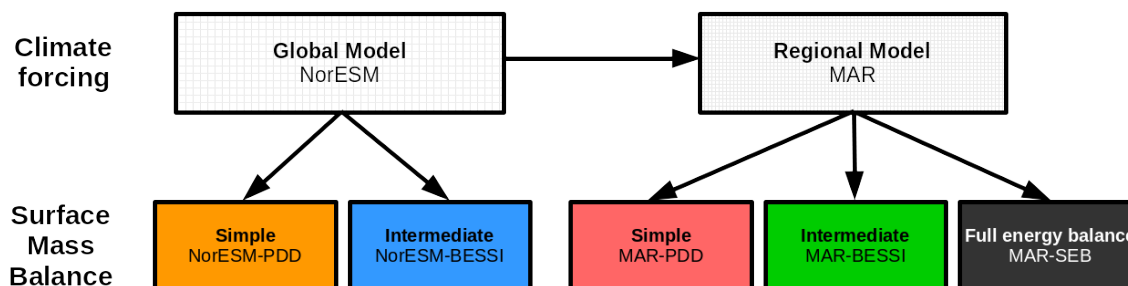 Climate
forcing
Global Model
NorESM
Regional Model
MAR
Surface
Mass
Balance
Simple
NorESM-PDD
Intermediate
NorESM-BESSI
Simple
MAR-PDD
Intermediate
MAR-BESSI
Full energy balance
MAR-SEB